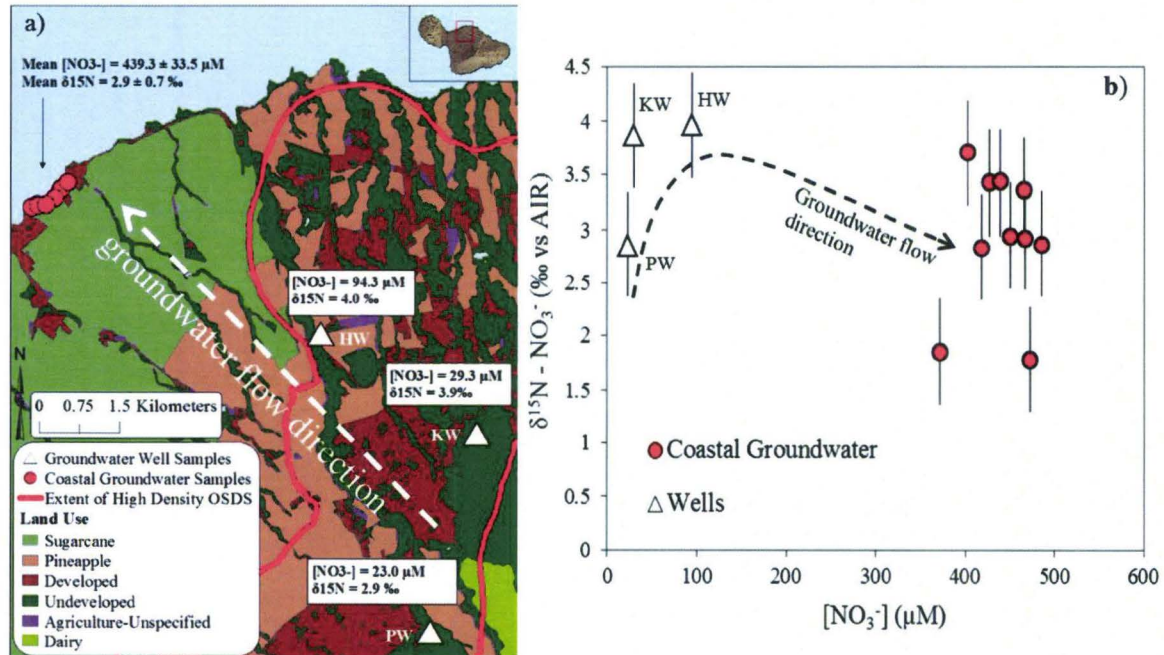 a)
Mean [NO3-] = 439.3 ± 33.5 µM
Mean δ15N = 2.9 ± 0.7 ‰
groundwater flow direction
[NO3-] = 94.3 µM
δ15N = 4.0 ‰
HW
[NO3-] = 29.3 µM
δ15N = 3.9‰
KW
[NO3-] = 23.0 µM
δ15N = 2.9 ‰
PW
N
0 0.75 1.5 Kilometers
Groundwater Well Samples
Coastal Groundwater Samples
Extent of High Density OSDS
Land Use
Sugarcane
Pineapple
Developed
Undeveloped
Agriculture-Unspecified
Dairy
b)
δ¹⁵N - NO₃⁻ (‰ vs AIR)
4.5
4
3.5
3
2.5
2
1.5
1
0.5
0
KW
HW
PW
Groundwater flow
direction
Coastal Groundwater
Wells
0 100 200 300 400 500 600
[NO₃⁻] (µM)